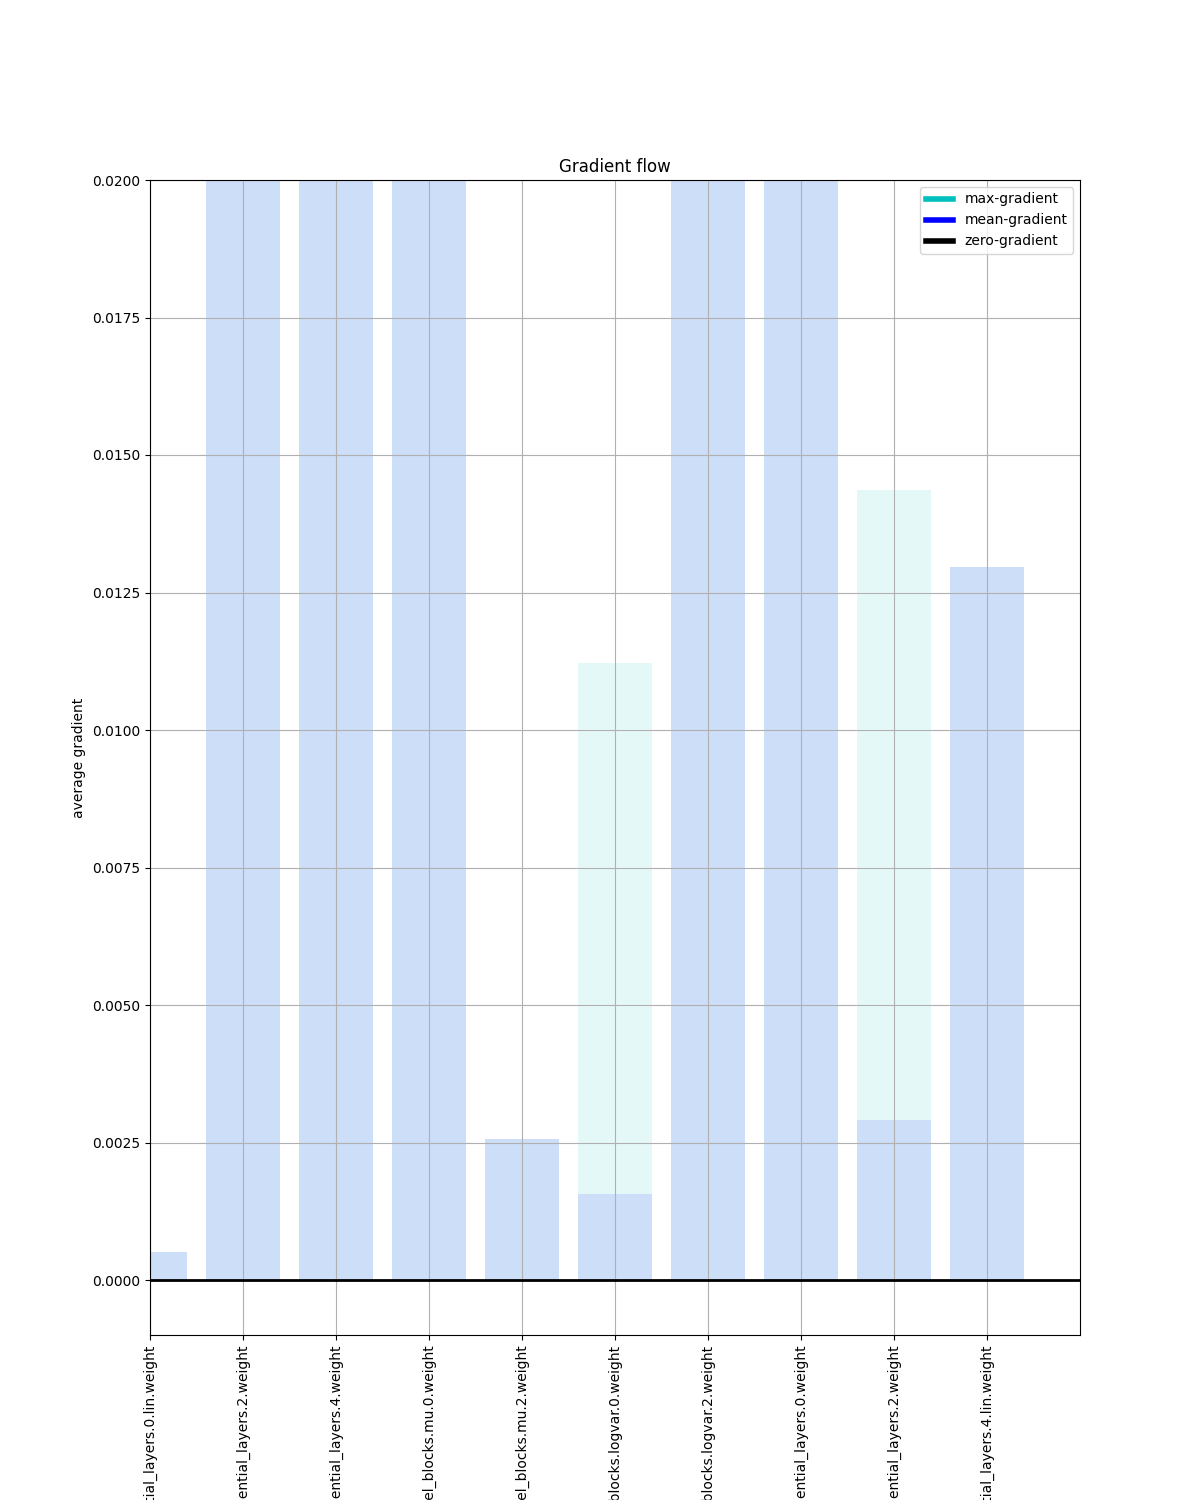 Gradient flow
max-gradient
mean-gradient
zero-gradient
0.0200
0.0175
0.0150
0.0125
0.0100
0.0075
0.0050
0.0025
0.0000
average gradient
tial_layers.0.lin.weight
ential_layers.2.weight
ential_layers.4.weight
el_blocks.mu.0.weight
el_blocks.mu.2.weight
blocks.logvar.0.weight
blocks.logvar.2.weight
ential_layers.0.weight
ential_layers.2.weight
tial_layers.4.lin.weight